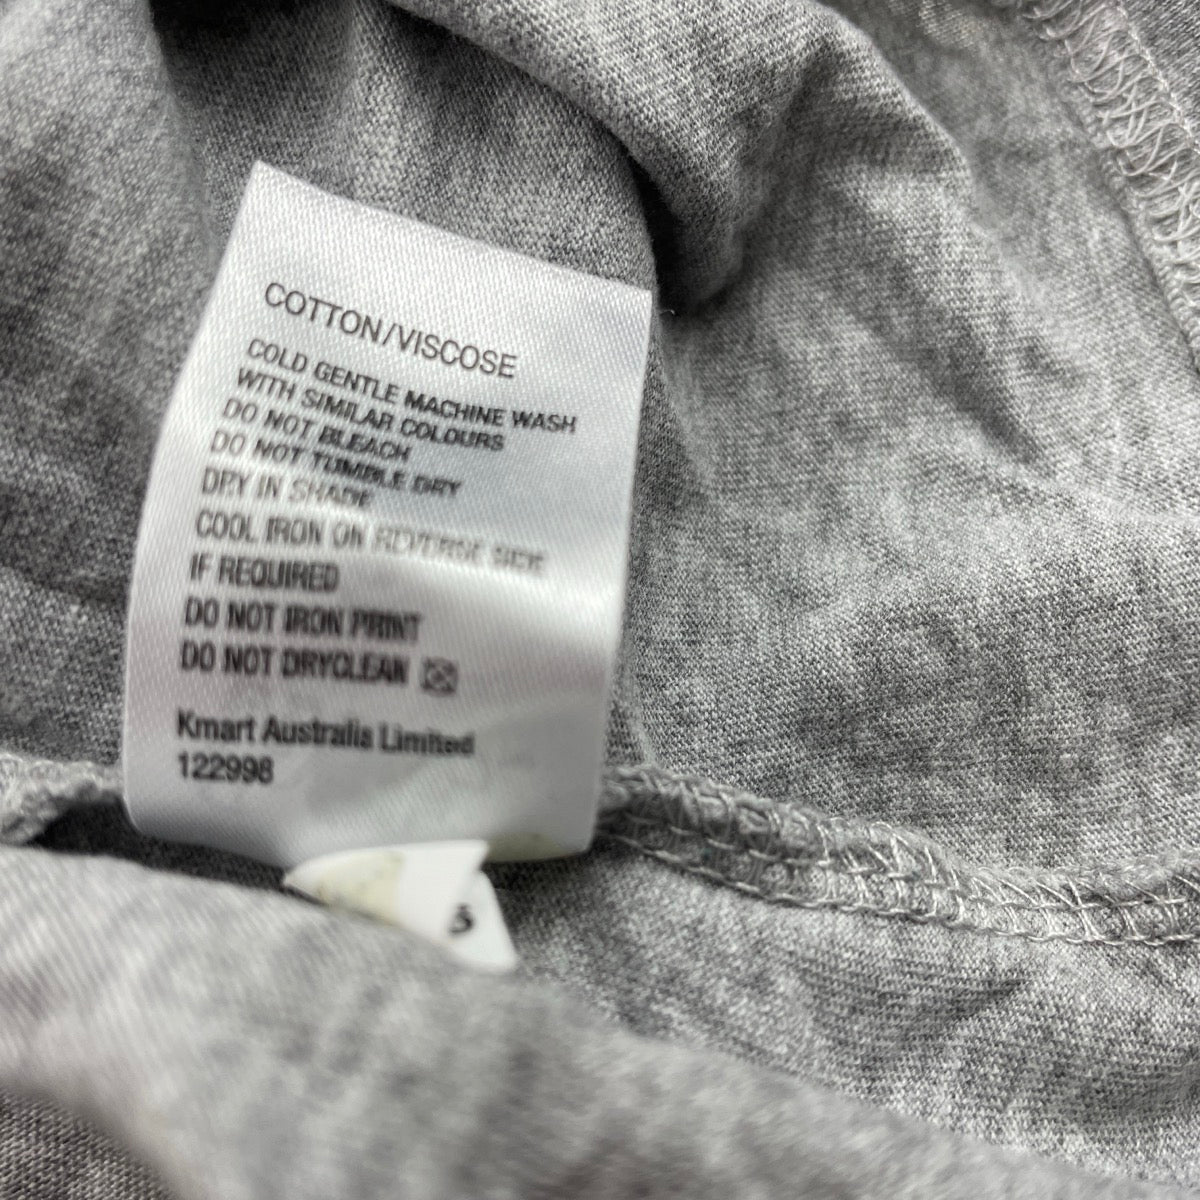 COTTON/VISCOSE
COLD GENTLE MACHINE WASH
WITH SIMILAR COLOURS
DO NOT BLEACH
DO NOT TUMBLE DRY
DRY IN SHADE
COOL IRON ON REVERSE SIDE
IF REQUIRED
DO NOT IRON PRINT
DO NOT DRYCLEAN
Kmart Australia Limited
122998